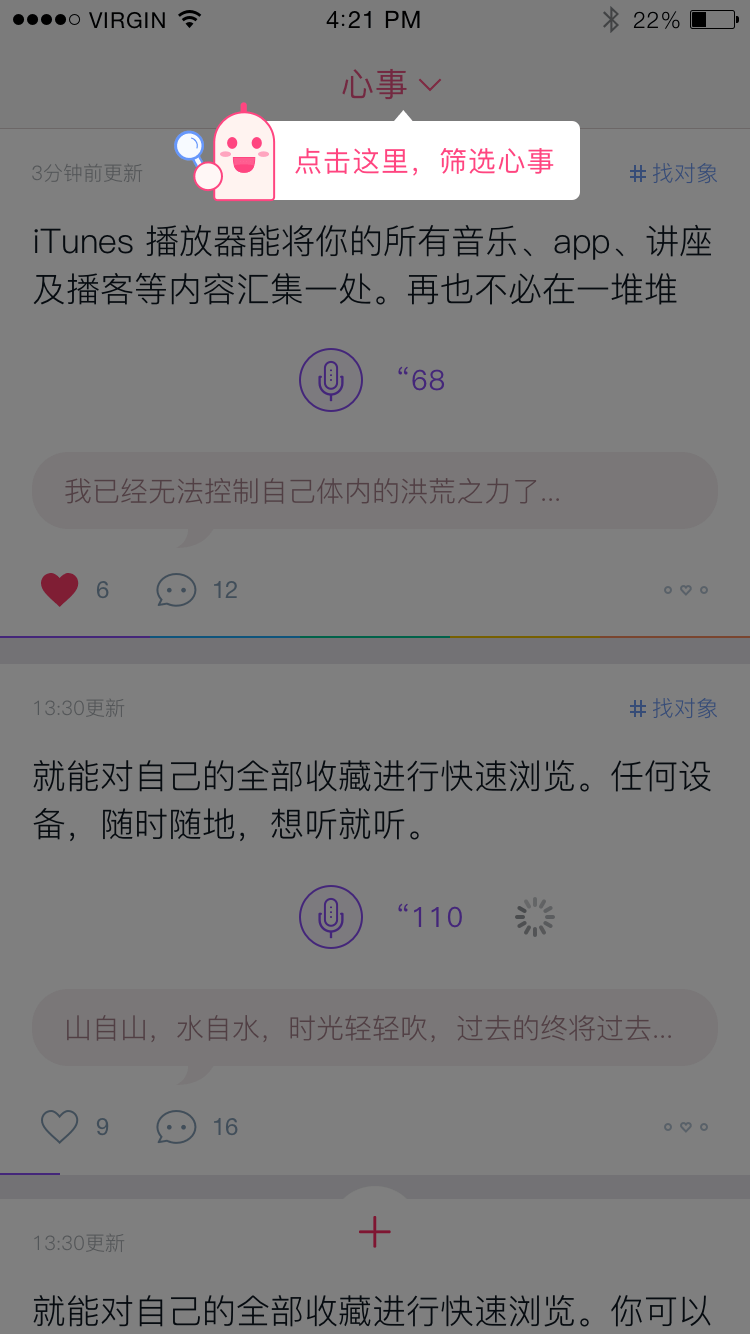 VIRGIN
4:21 PM
22%
心事
点击这里，筛选心事
3分钟前更新
#找对象
iTunes 播放器能将你的所有音乐、app、讲座
及播客等内容汇集一处。再也不必在一堆堆
“68
我已经无法控制自己体内的洪荒之力了...
6
12
13:30更新
#找对象
就能对自己的全部收藏进行快速浏览。任何设
备，随时随地，想听就听。
“110
山自山，水自水，时光轻轻吹，过去的终将过去...
9
16
13:30更新
就能对自己的全部收藏进行快速浏览。你可以